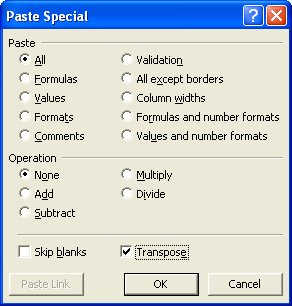 Paste Special
Paste
All
Validation
Formulas
All except borders
Values
Column widths
Formats
Formulas and number formats
Comments
Values and number formats
Operation
None
Multiply
Add
Divide
Subtract
Skip blanks
Transpose
Paste Link
OK
Cancel